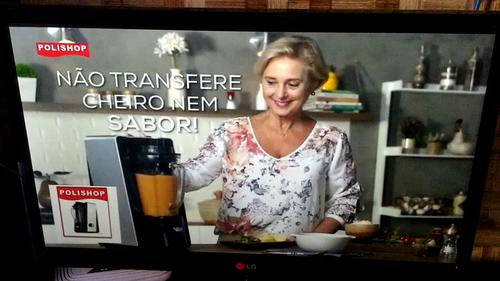 POLISHOP
NÃO TRANSFERE
CHEIRO NEM
SABOR!
POLISHOP
LG